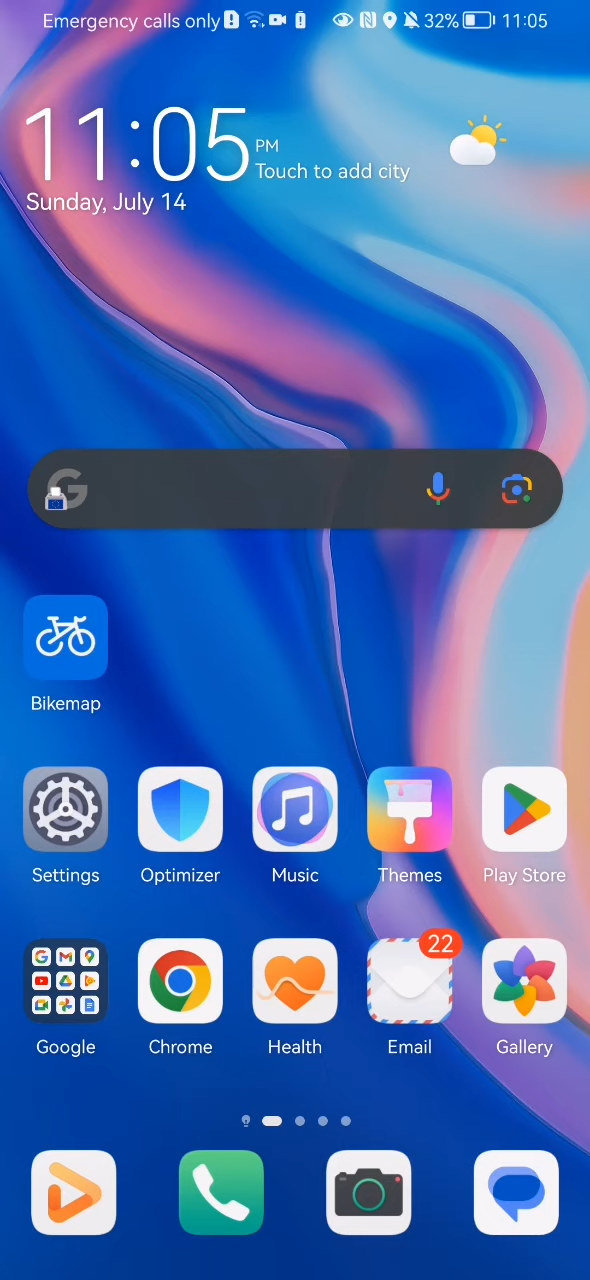 Emergency calls only 32% 11:05
11:05 PM
Touch to add city
Sunday, July 14
Bikemap
Settings Optimizer Music Themes Play Store
22
Google Chrome Health Email Gallery